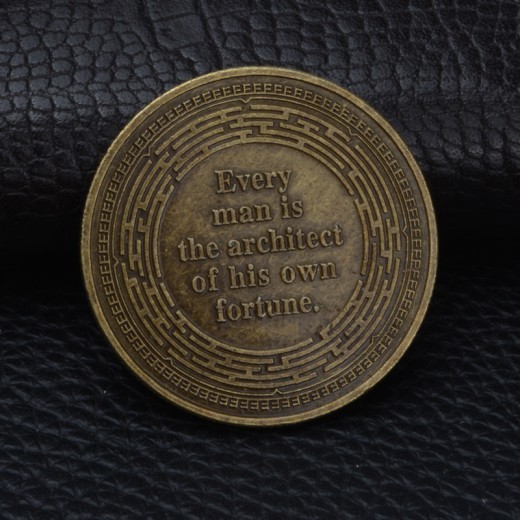 Every
man is
the architect
of his own
fortune.